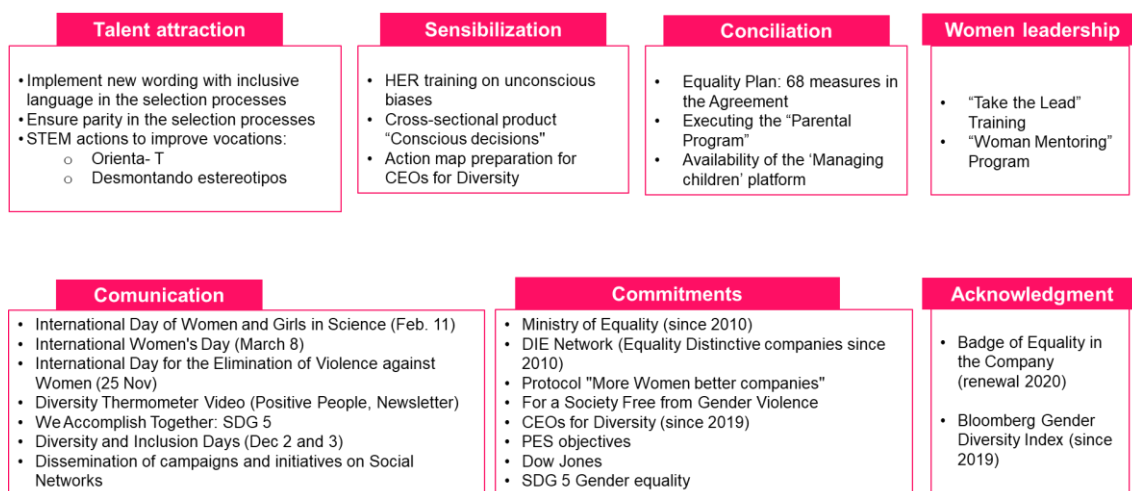 Talent attraction
• Implement new wording with inclusive
language in the selection processes
• Ensure parity in the selection processes
• STEM actions to improve vocations:
o Orienta- T
o Desmontando estereotipos
Sensibilization
• HER training on unconscious
biases
• Cross-sectional product
“Conscious decisions"
• Action map preparation for
CEOs for Diversity
Conciliation
• Equality Plan: 68 measures in
the Agreement
• Executing the “Parental
Program”
• Availability of the ‘Managing
children’ platform
Women leadership
• “Take the Lead”
Training
• “Woman Mentoring”
Program
Comunication
• International Day of Women and Girls in Science (Feb. 11)
• International Women's Day (March 8)
• International Day for the Elimination of Violence against
Women (25 Nov)
• Diversity Thermometer Video (Positive People, Newsletter)
• We Accomplish Together: SDG 5
• Diversity and Inclusion Days (Dec 2 and 3)
• Dissemination of campaigns and initiatives on Social
Networks
Commitments
• Ministry of Equality (since 2010)
• DIE Network (Equality Distinctive companies since
2010)
• Protocol "More Women better companies"
• For a Society Free from Gender Violence
• CEOs for Diversity (since 2019)
• PES objectives
• Dow Jones
• SDG 5 Gender equality
Acknowledgment
• Badge of Equality in
the Company
(renewal 2020)
• Bloomberg Gender
Diversity Index (since
2019)